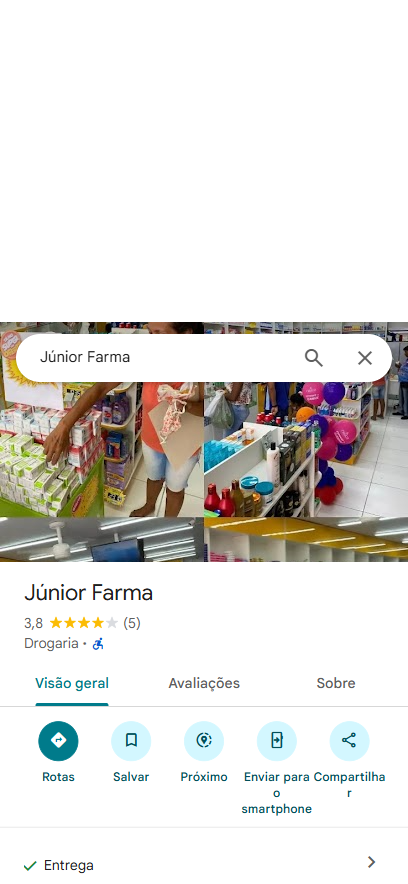 Júnior Farma
Júnior Farma
3,8 (5)
Drogaria ·
Visão geral
Avaliações
Sobre
Rotas
Salvar
Próximo
Enviar para
o
smartphone
Compartilha
r
Entrega